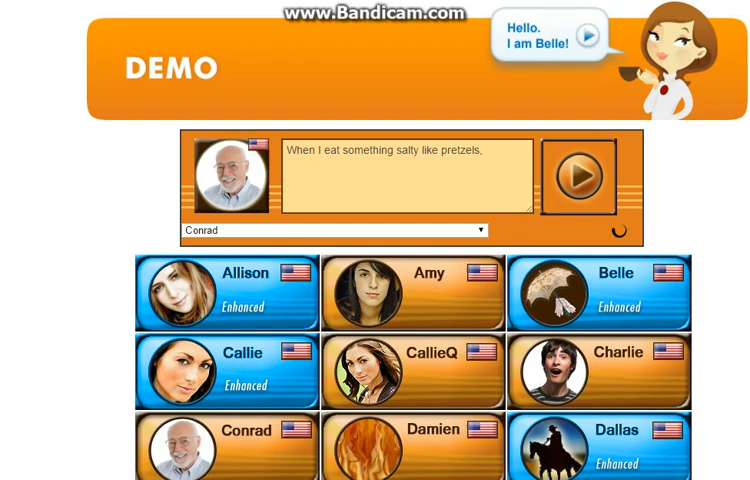 www.Bandicam.com
Hello.
I am Belle!
DEMO
When I eat something salty like pretzels,
Conrad
Allison
Enhanced
Amy
Belle
Enhanced
Callie
Enhanced
CallieQ
Charlie
Conrad
Damien
Dallas
Enhanced